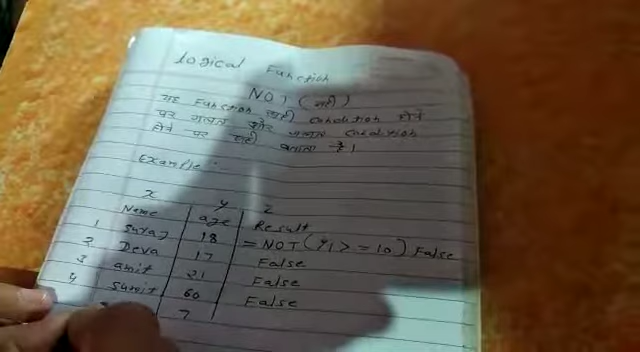 Logical Function
NOT (सही)
यह Function सही condition होने
पर गलत और गलत condition
होने पर सही बताता है।
Example :
x y z
Name age Result
1 Suraj 18 = NOT (Y1 > = 10) False
2 Deva 17 False
3 amit 21 False
4 Sumit 60 False
7